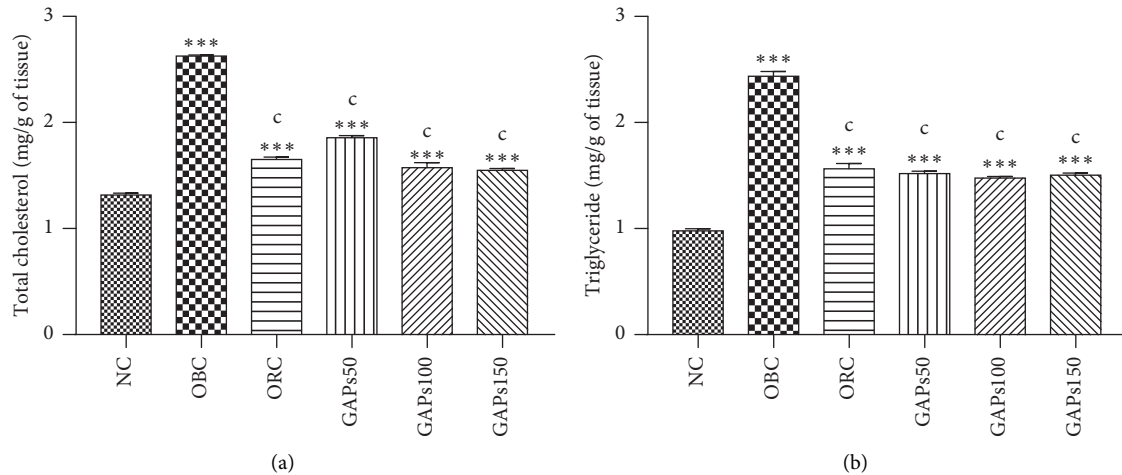 Total cholesterol (mg/g of tissue)
3
2
1
0
***
c
***
c
***
c
***
c
***
NC
OBC
ORC
GAPs50
GAPs100
GAPs150
(a)
Triglyceride (mg/g of tissue)
3
2
1
0
***
c
***
c
***
c
***
c
***
NC
OBC
ORC
GAPs50
GAPs100
GAPs150
(b)